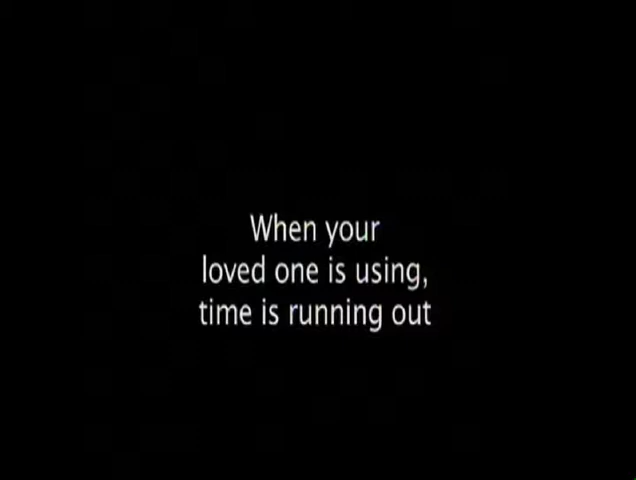 When your
loved one is using,
time is running out